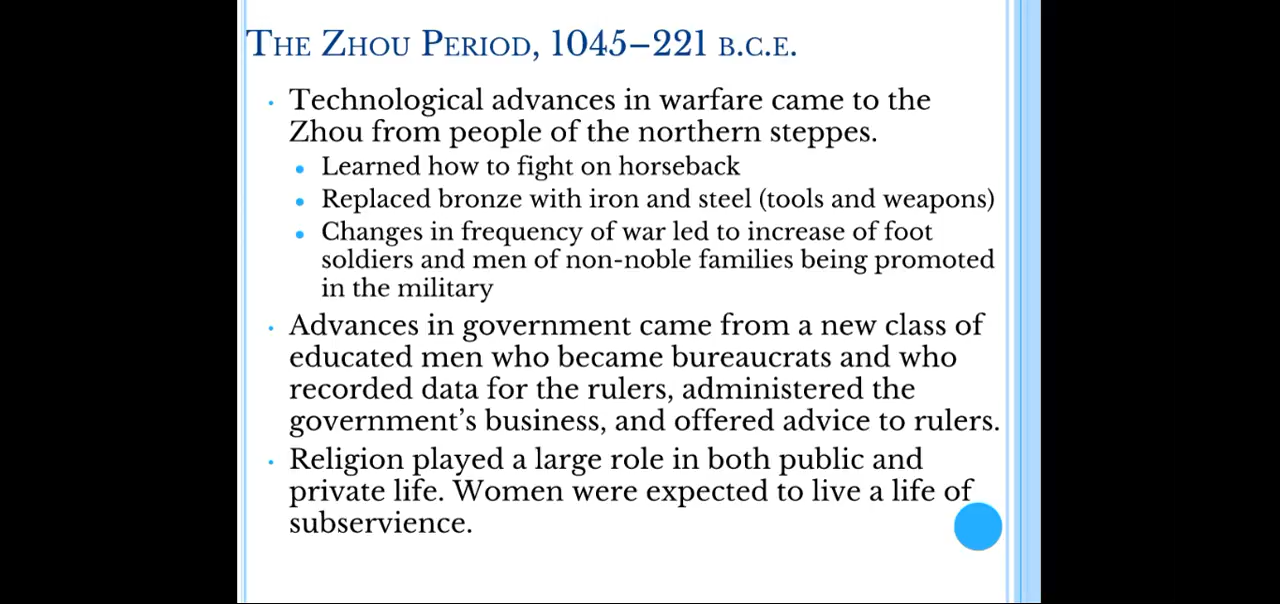 THE ZHOU PERIOD, 1045–221 B.C.E.
• Technological advances in warfare came to the
Zhou from people of the northern steppes.
• Learned how to fight on horseback
• Replaced bronze with iron and steel (tools and weapons)
• Changes in frequency of war led to increase of foot
soldiers and men of non-noble families being promoted
in the military
• Advances in government came from a new class of
educated men who became bureaucrats and who
recorded data for the rulers, administered the
government’s business, and offered advice to rulers.
• Religion played a large role in both public and
private life. Women were expected to live a life of
subservience.